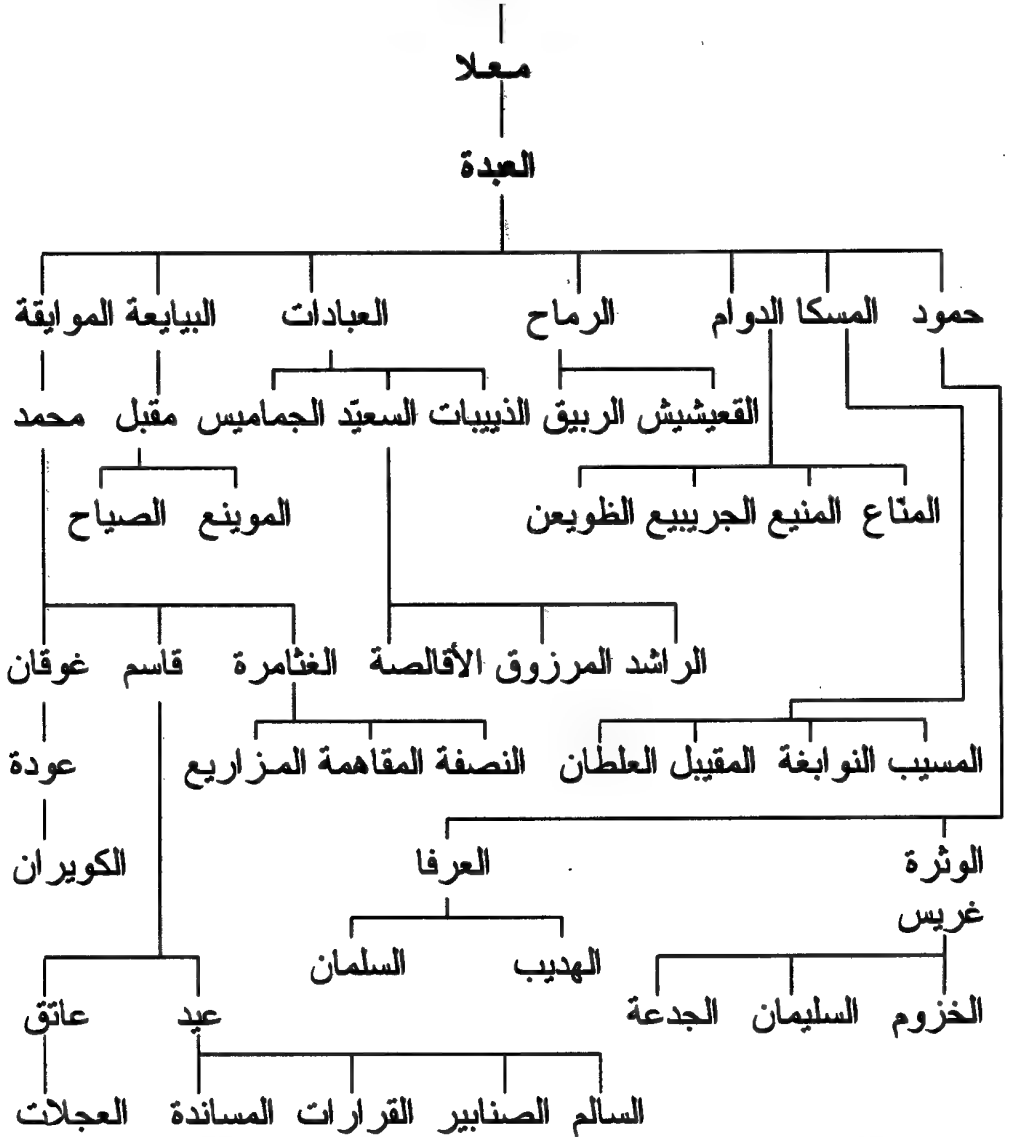 معلا
العبدة
حمود المسكا الدوام الرماح العبادات البيايعة الموايقة
القعيشيش الربيق الذييبات السعيّد الجماميس مقبل محمد
المنّاع المنيع الجريبيع الظويعن الموينع الصياح
الراشد المرزوق الأقالصة الغثامرة قاسم غوقان
المسيب النوابغة المقيبل العلطان النصفة المقاهمة المزاريع عودة
الوثرة العرفا الكويران
غريس
الهديب السلمان
الخزوم السليمان الجدعة عيد عاتق
السالم الصنابير القرارات المساندة العجلات